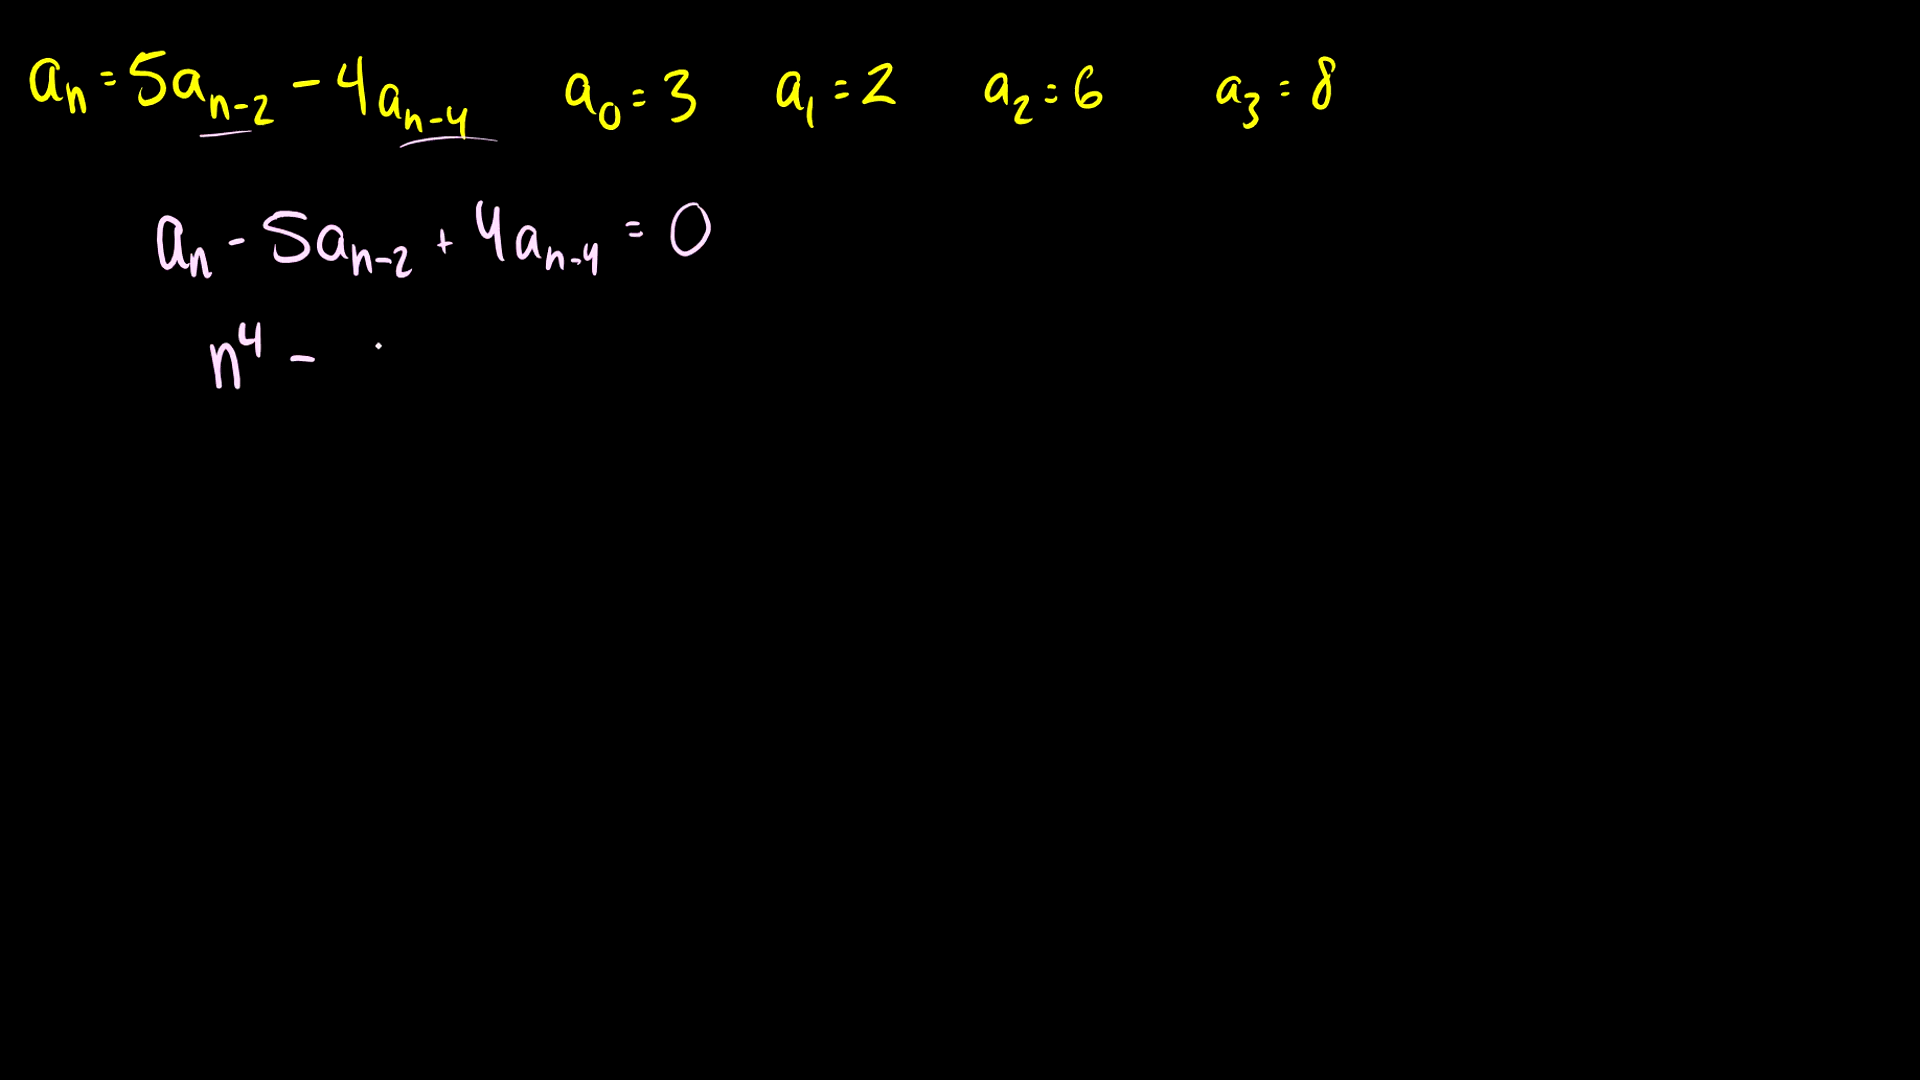 aₙ = 5aₙ₋₂ - 4aₙ₋₄ a₀ = 3 a₁ = 2 a₂ = 6 a₃ = 8
aₙ - 5aₙ₋₂ + 4aₙ₋₄ = 0
n⁴ -